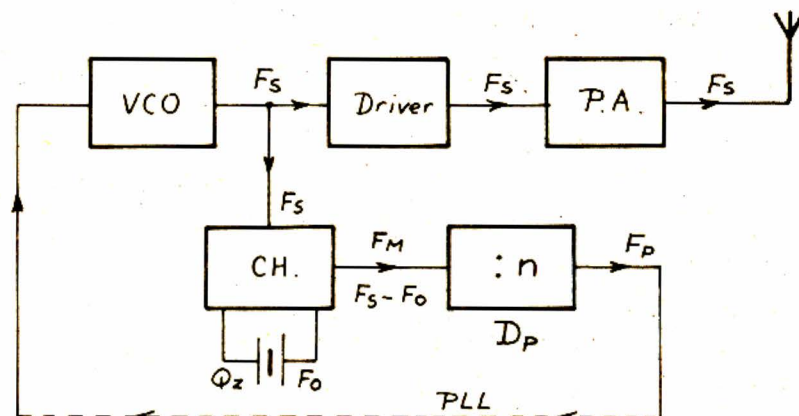 Fs
VCO
Driver
Fs
P.A.
Fs
Fs
CH.
FM
Fs-Fo
:n
Fp
Dp
Qz
Fo
PLL